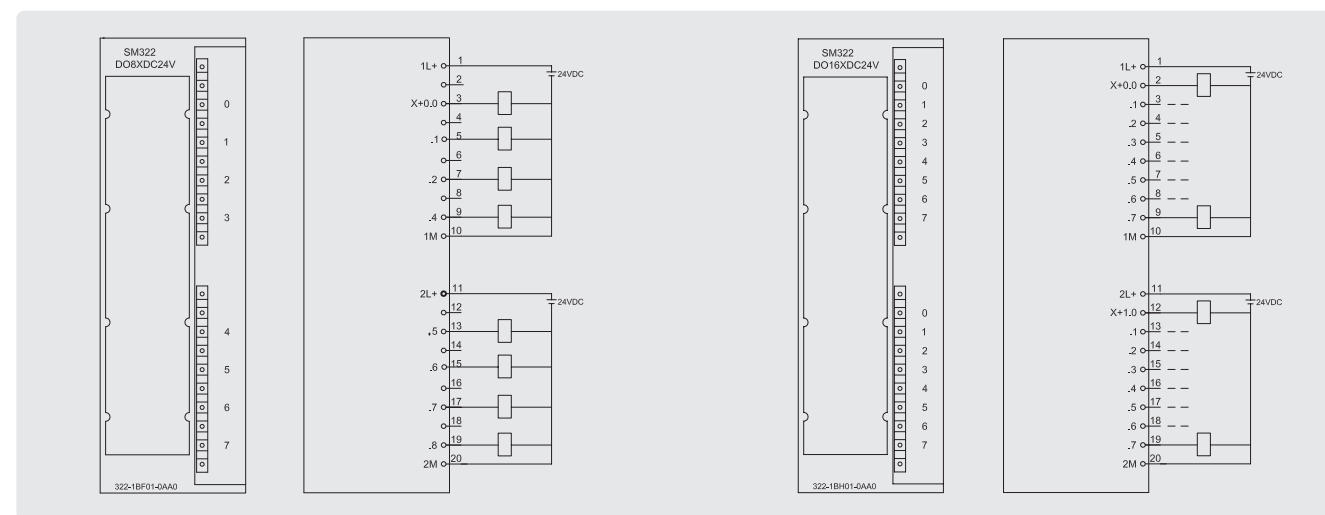 SM322
DO8XDC24V
0
1
2
3
4
5
6
7
322-1BF01-0AA0
1L+ 1
24VDC
2
X+0.0 3
4
.1 5
6
.2 7
8
.4 9
1M 10
2L+ 11
24VDC
12
.5 13
14
.6 15
16
.7 17
18
.8 19
2M 20
SM322
DO16XDC24V
0
1
2
3
4
5
6
7
0
1
2
3
4
5
6
7
322-1BH01-0AA0
1L+ 1
24VDC
X+0.0 2
.1 3
.2 4
.3 5
.4 6
.5 7
.6 8
.7 9
1M 10
2L+ 11
24VDC
X+1.0 12
.1 13
.2 14
.3 15
.4 16
.5 17
.6 18
.7 19
2M 20